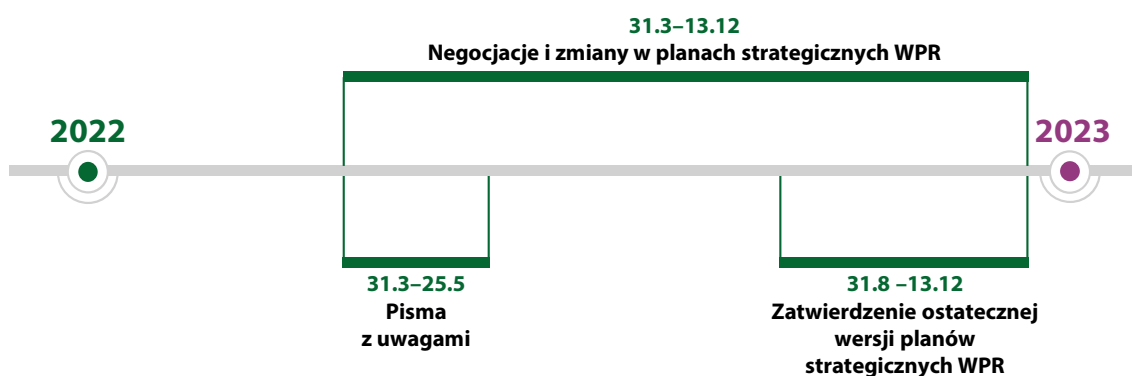 31.3–13.12
Negocjacje i zmiany w planach strategicznych WPR
2022
2023
31.3–25.5
Pisma
z uwagami
31.8 –13.12
Zatwierdzenie ostatecznej
wersji planów
strategicznych WPR